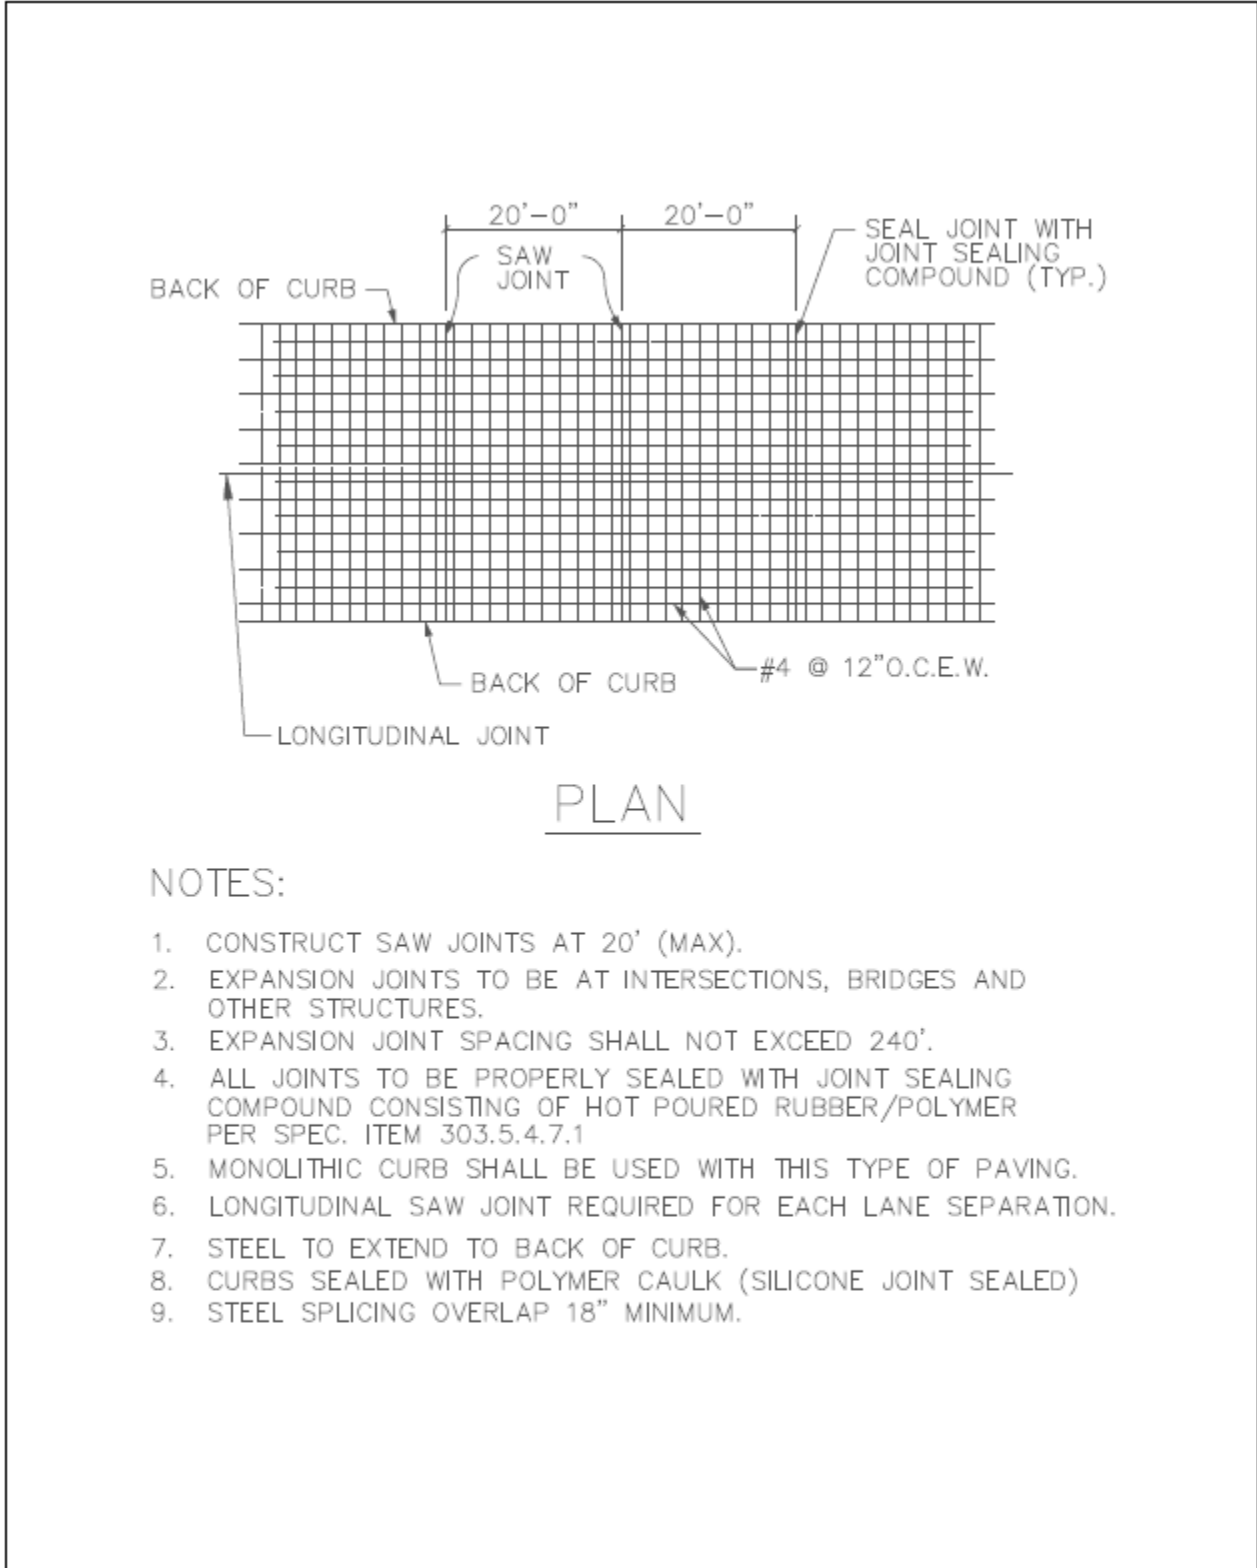 20'-0" 20'-0"
SAW
JOINT
SEAL JOINT WITH
JOINT SEALING
COMPOUND (TYP.)
BACK OF CURB
#4 @ 12"O.C.E.W.
BACK OF CURB
LONGITUDINAL JOINT
PLAN
NOTES:
1. CONSTRUCT SAW JOINTS AT 20' (MAX).
2. EXPANSION JOINTS TO BE AT INTERSECTIONS, BRIDGES AND
OTHER STRUCTURES.
3. EXPANSION JOINT SPACING SHALL NOT EXCEED 240'.
4. ALL JOINTS TO BE PROPERLY SEALED WITH JOINT SEALING
COMPOUND CONSISTING OF HOT POURED RUBBER/POLYMER
PER SPEC. ITEM 303.5.4.7.1
5. MONOLITHIC CURB SHALL BE USED WITH THIS TYPE OF PAVING.
6. LONGITUDINAL SAW JOINT REQUIRED FOR EACH LANE SEPARATION.
7. STEEL TO EXTEND TO BACK OF CURB.
8. CURBS SEALED WITH POLYMER CAULK (SILICONE JOINT SEALED)
9. STEEL SPLICING OVERLAP 18" MINIMUM.